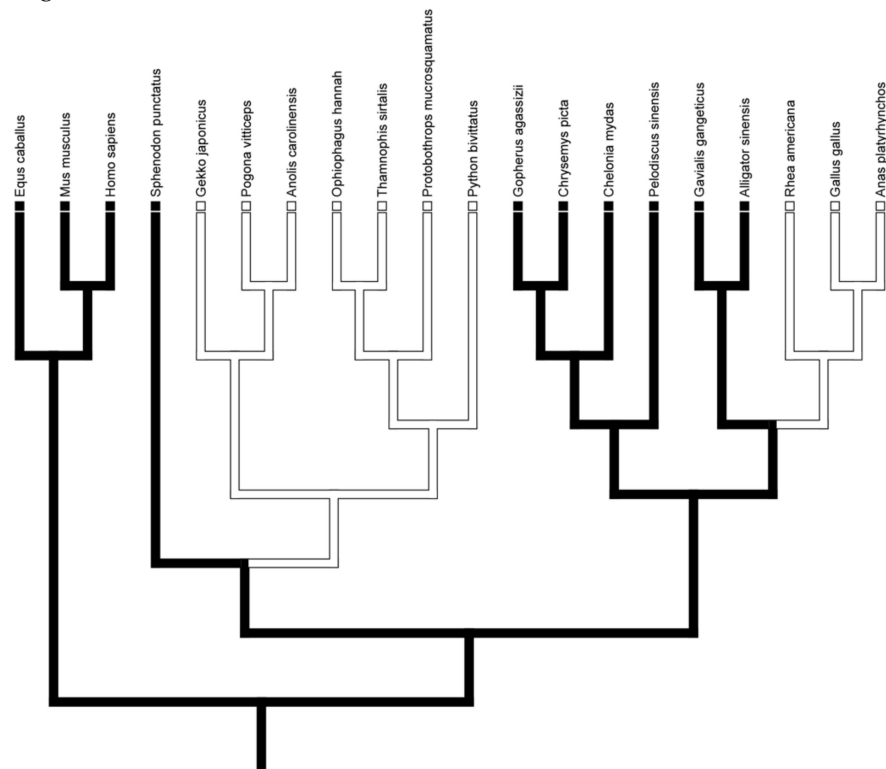 Equus caballus
Mus musculus
Homo sapiens
Sphenodon punctatus
Gekko japonicus
Pogona vitticeps
Anolis carolinensis
Ophiophagus hannah
Thamnophis sirtalis
Protobothrops mucrosquamatus
Python bivittatus
Gopherus agassizii
Chrysemys picta
Chelonia mydas
Pelodiscus sinensis
Gavialis gangeticus
Alligator sinensis
Rhea americana
Gallus gallus
Anas platyrhynchos